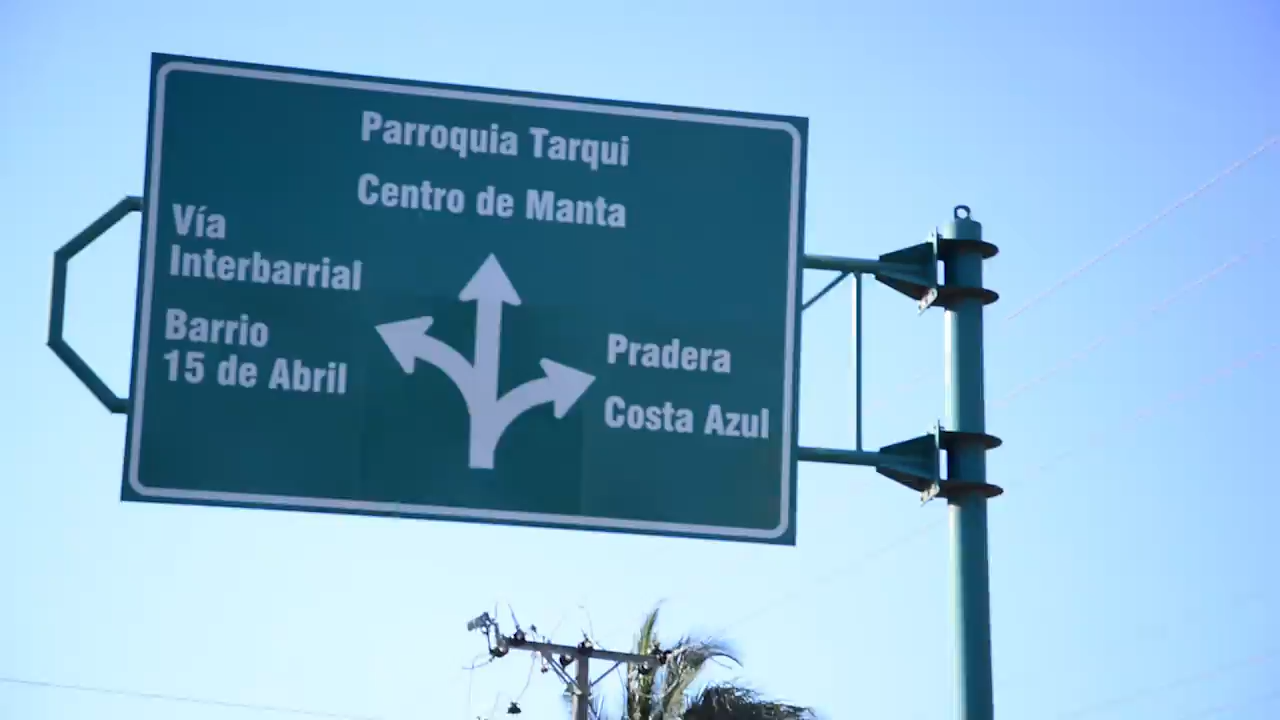 Parroquia Tarqui
Centro de Manta
Vía
Interbarrial
Barrio
15 de Abril
Pradera
Costa Azul